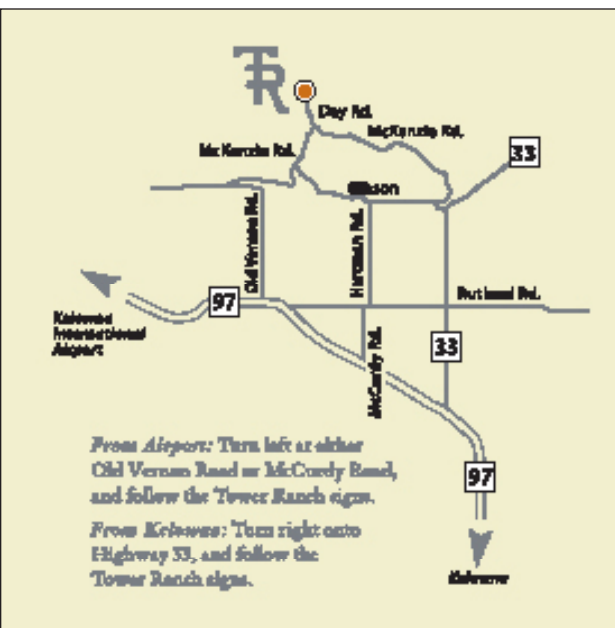 TR
Day Rd.
McKenzie Rd.
McKenzie Rd.
33
Gibson
Old Vernon Rd.
Hartman Rd.
97
Rutland Rd.
Kelowna
International
Airport
33
McCurdy Rd.
From Airport: Turn left at either
Old Vernon Road or McCurdy Road,
and follow the Tower Ranch signs.
97
From Kelowna: Turn right onto
Highway 33, and follow the
Tower Ranch signs.
Kelowna